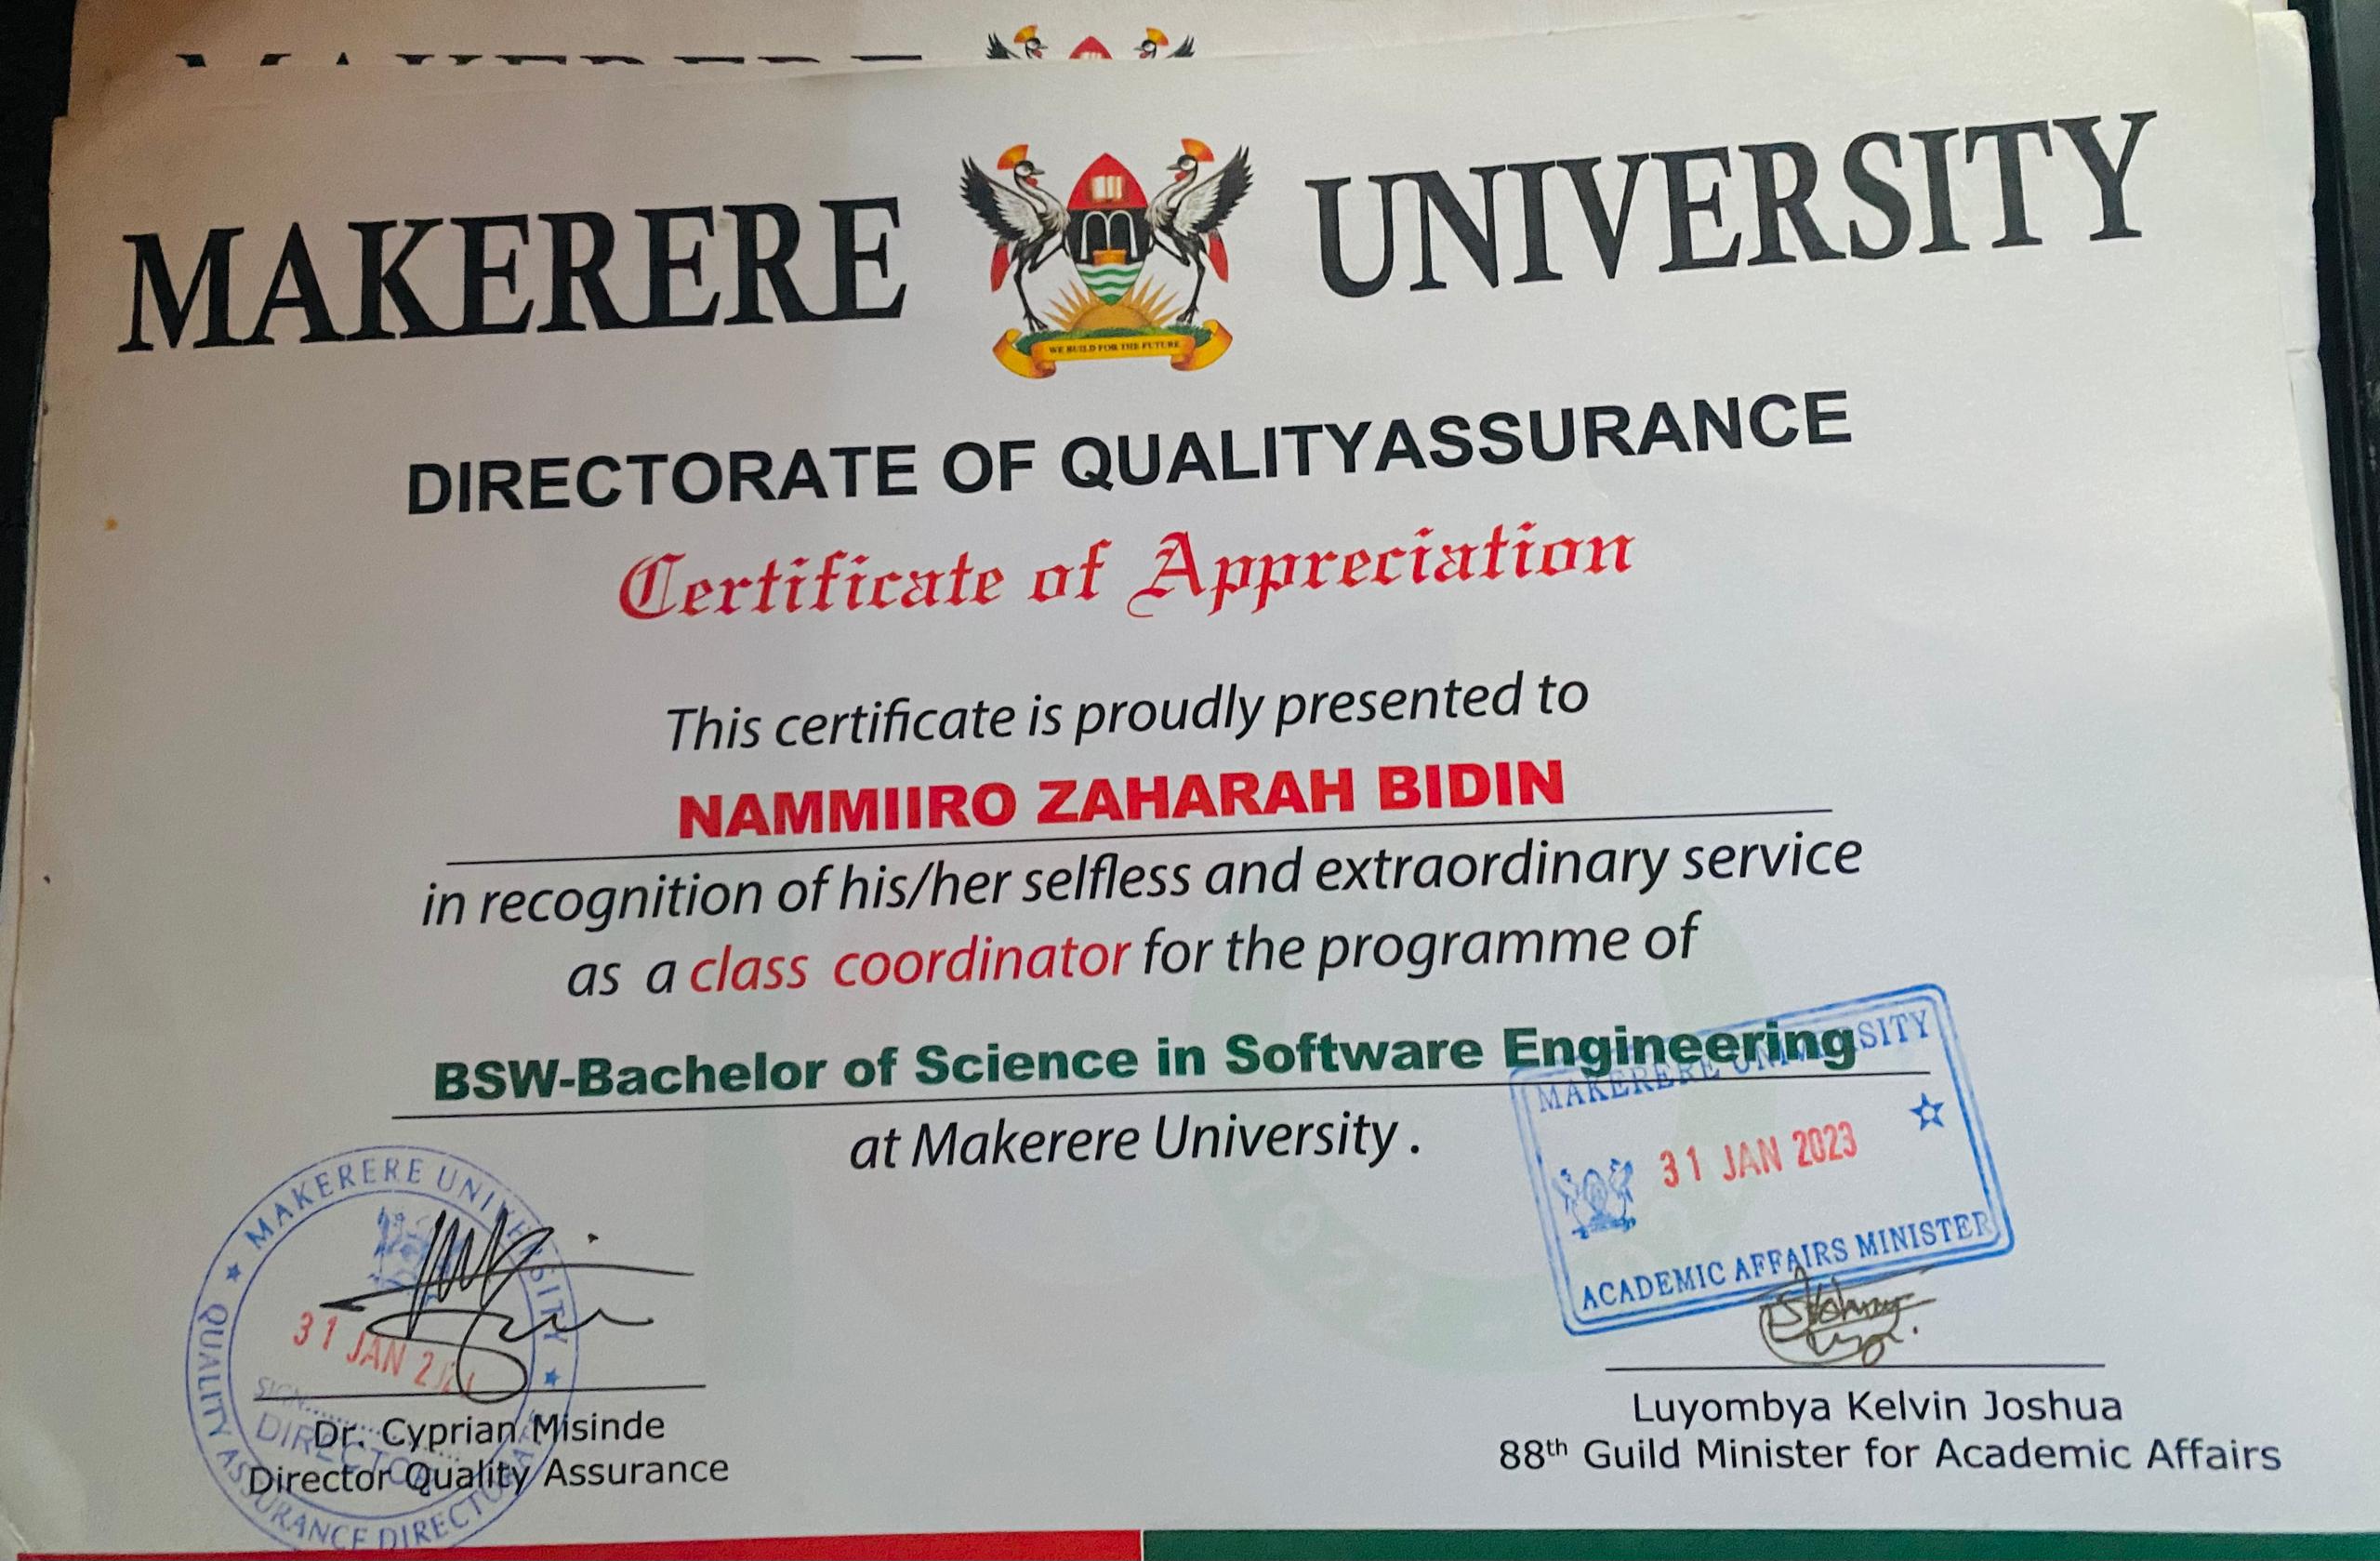 MAKERERE UNIVERSITY
WE BUILD FOR THE FUTURE
DIRECTORATE OF QUALITYASSURANCE
Certificate of Appreciation
This certificate is proudly presented to
NAMMIIRO ZAHARAH BIDIN
in recognition of his/her selfless and extraordinary service
as a class coordinator for the programme of
BSW-Bachelor of Science in Software Engineering
at Makerere University .
MAKERERE UNIVERSITY
31 JAN 2023
ACADEMIC AFFAIRS MINISTER
MAKERERE UNIVERSITY
31 JAN
SIGN
DIRECTOR
QUALITY ASSURANCE DIRECTORATE
Dr. Cyprian Misinde
Director Quality Assurance
Luyombya Kelvin Joshua
88th Guild Minister for Academic Affairs